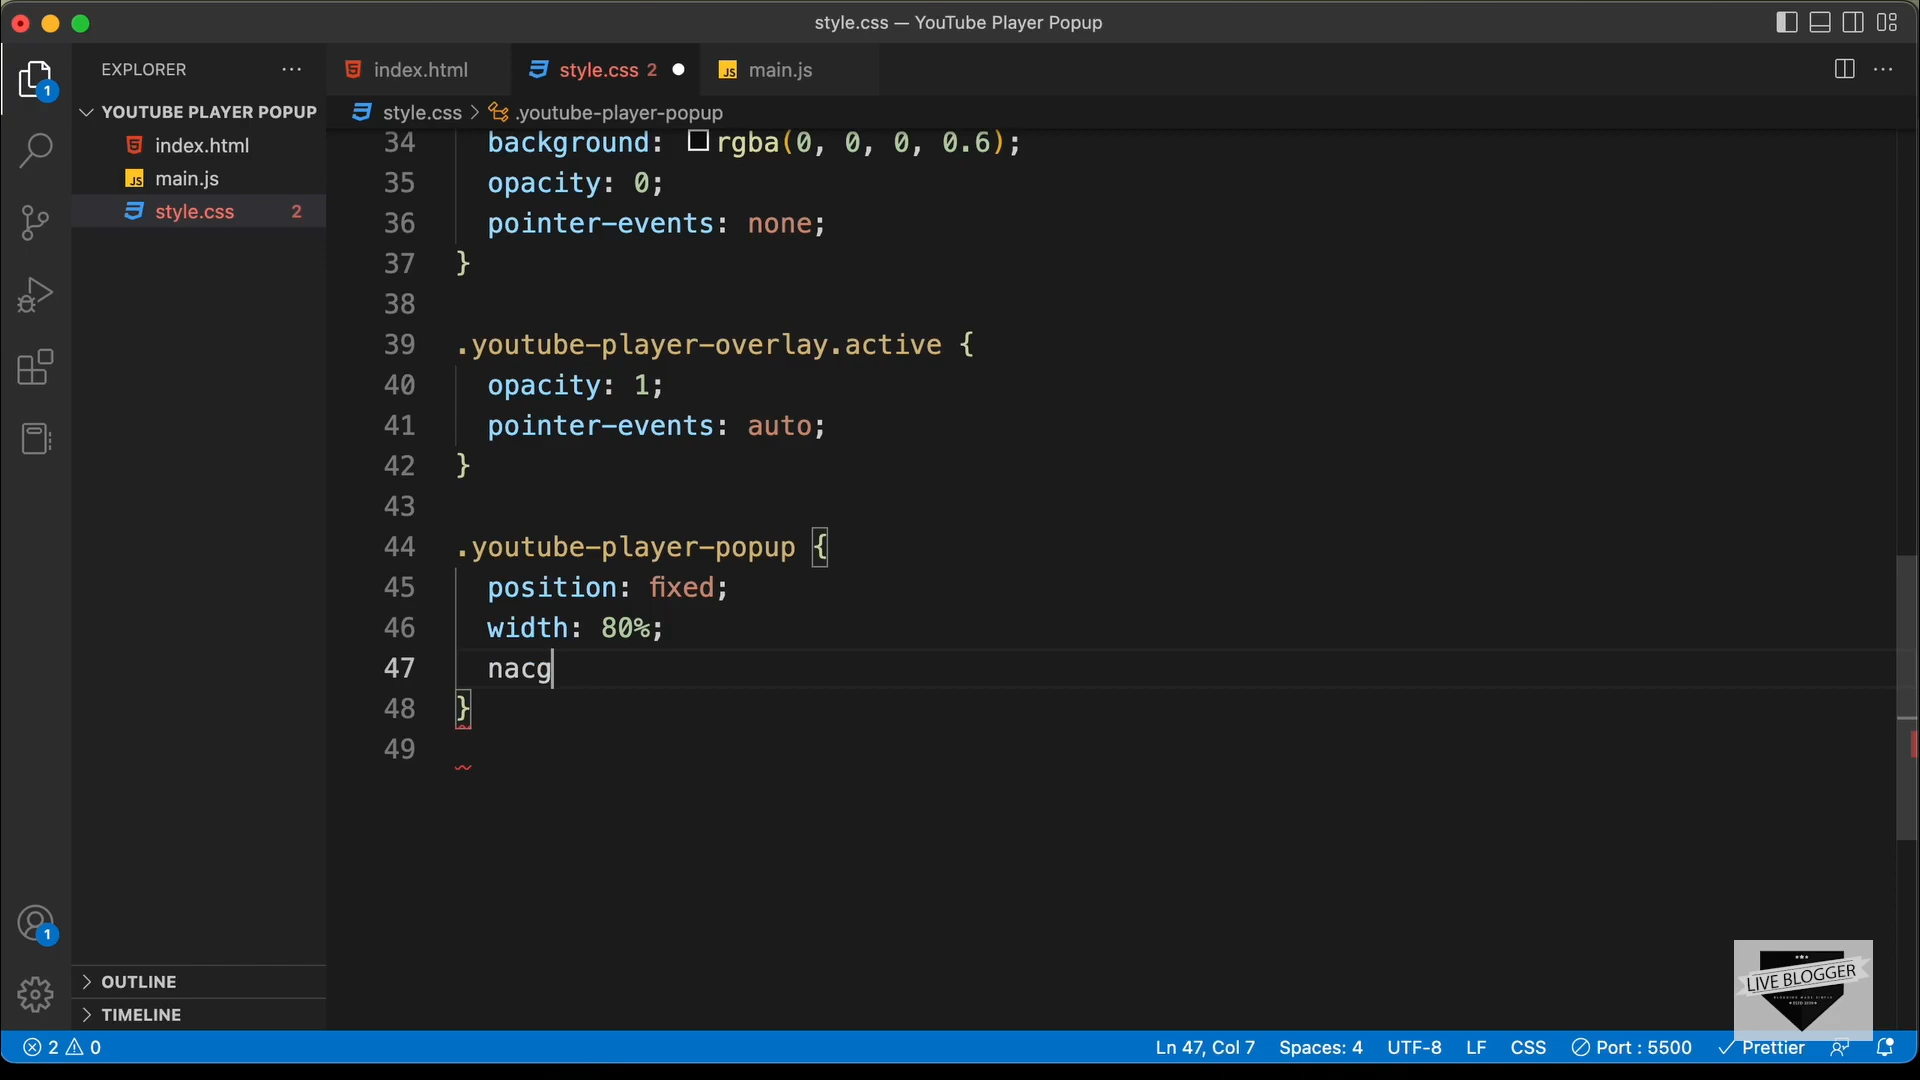 style.css — YouTube Player Popup
EXPLORER
index.html
style.css 2
main.js
YOUTUBE PLAYER POPUP
style.css > .youtube-player-popup
index.html
main.js
style.css 2
34 background: rgba(0, 0, 0, 0.6);
35 opacity: 0;
36 pointer-events: none;
37 }
38
39 .youtube-player-overlay.active {
40 opacity: 1;
41 pointer-events: auto;
42 }
43
44 .youtube-player-popup {
45 position: fixed;
46 width: 80%;
47 nacg
48 }
49
1
1
OUTLINE
TIMELINE
LIVE BLOGGER
2 0
Ln 47, Col 7 Spaces: 4 UTF-8 LF CSS Port : 5500 Prettier